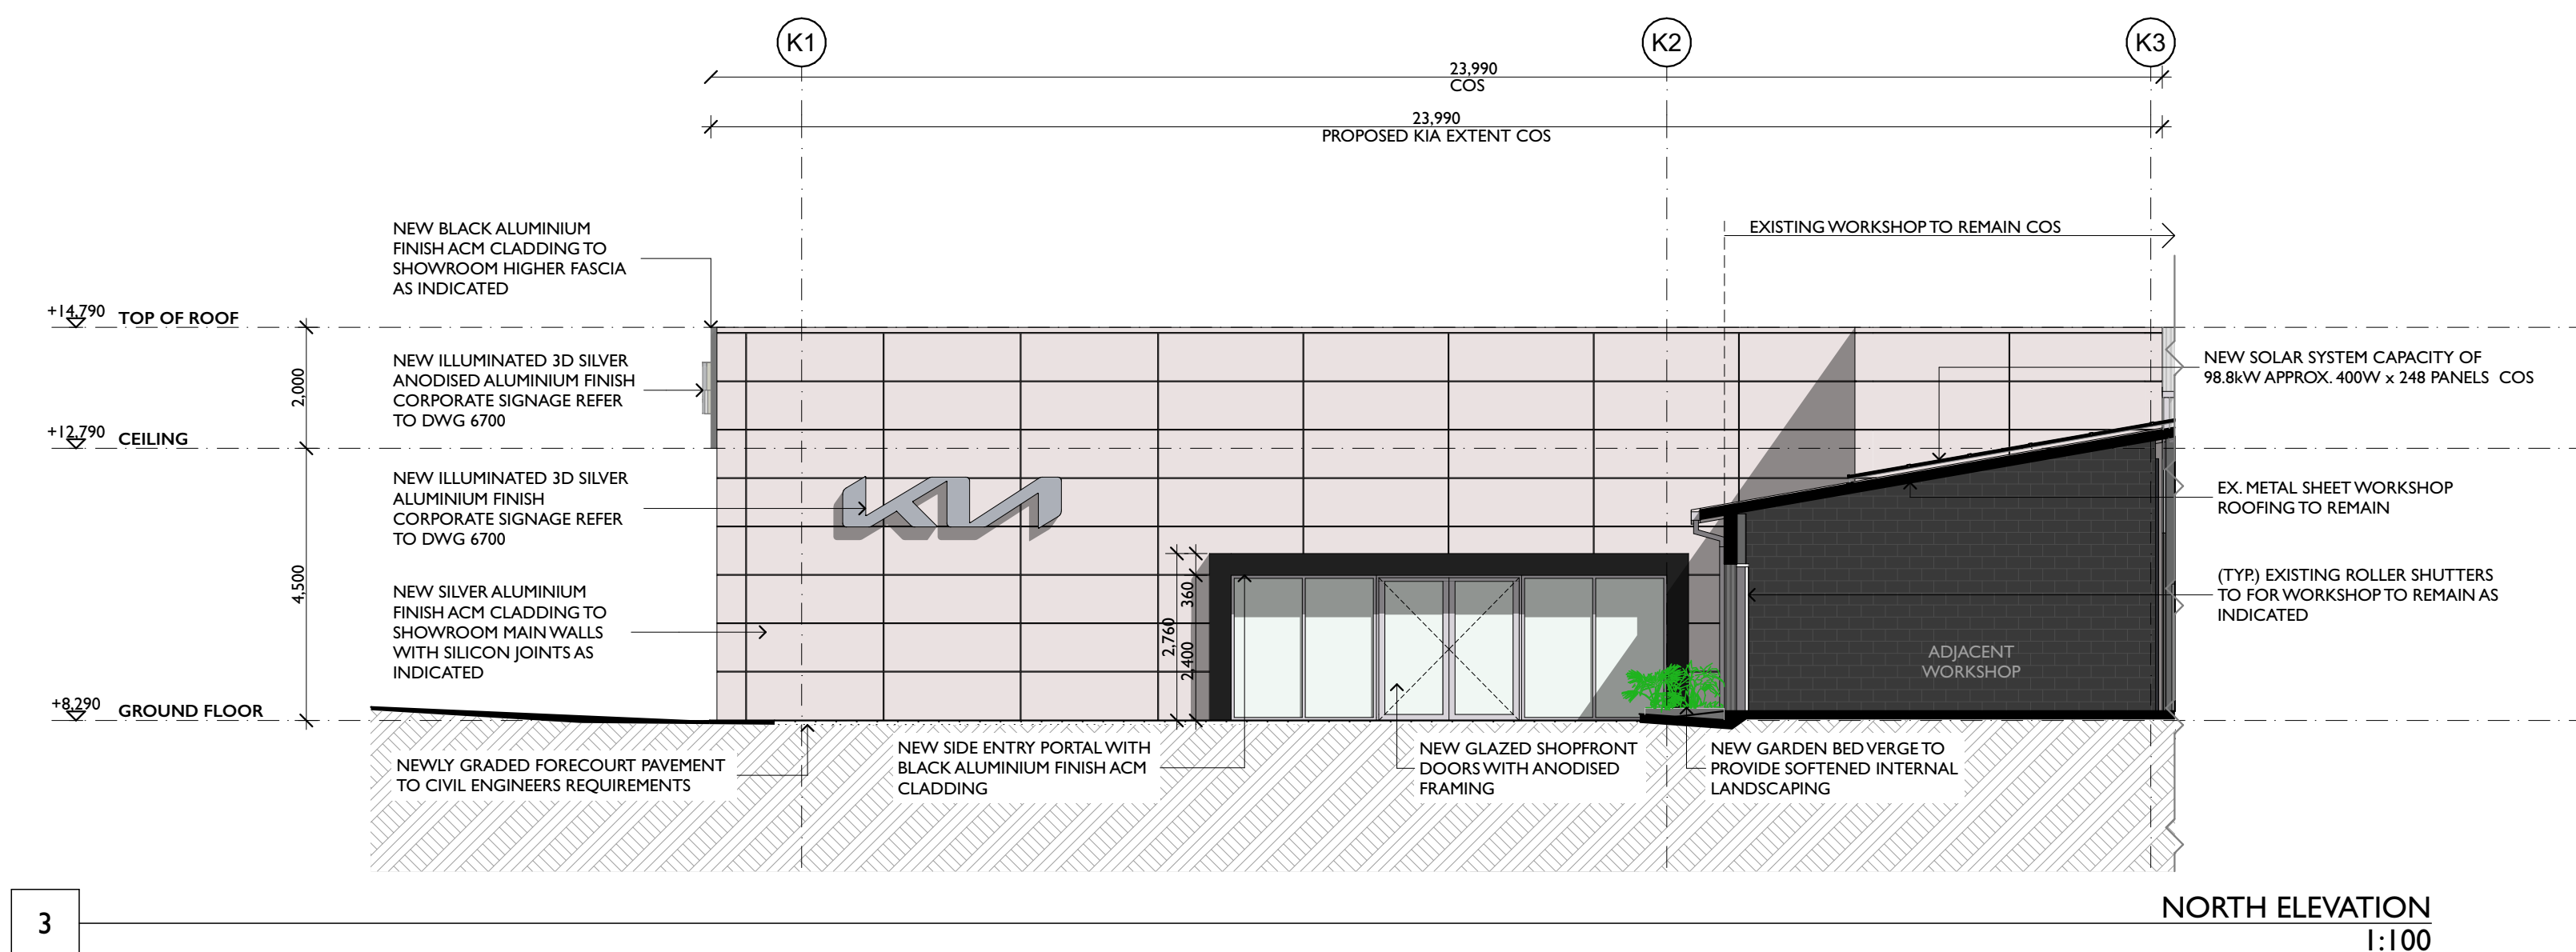 K1
K2
K3
23,990
COS
23,990
PROPOSED KIA EXTENT COS
EXISTING WORKSHOP TO REMAIN COS
NEW BLACK ALUMINIUM
FINISH ACM CLADDING TO
SHOWROOM HIGHER FASCIA
AS INDICATED
+14,790 TOP OF ROOF
NEW ILLUMINATED 3D SILVER
ANODISED ALUMINIUM FINISH
CORPORATE SIGNAGE REFER
TO DWG 6700
2,000
NEW SOLAR SYSTEM CAPACITY OF
98.8kW APPROX. 400W x 248 PANELS COS
+12,790 CEILING
NEW ILLUMINATED 3D SILVER
ALUMINIUM FINISH
CORPORATE SIGNAGE REFER
TO DWG 6700
KIA
EX. METAL SHEET WORKSHOP
ROOFING TO REMAIN
4,500
NEW SILVER ALUMINIUM
FINISH ACM CLADDING TO
SHOWROOM MAIN WALLS
WITH SILICON JOINTS AS
INDICATED
360
2,760
2,400
(TYP.) EXISTING ROLLER SHUTTERS
TO FOR WORKSHOP TO REMAIN AS
INDICATED
ADJACENT
WORKSHOP
+8,290 GROUND FLOOR
NEWLY GRADED FORECOURT PAVEMENT
TO CIVIL ENGINEERS REQUIREMENTS
NEW SIDE ENTRY PORTAL WITH
BLACK ALUMINIUM FINISH ACM
CLADDING
NEW GLAZED SHOPFRONT
DOORS WITH ANODISED
FRAMING
NEW GARDEN BED VERGE TO
PROVIDE SOFTENED INTERNAL
LANDSCAPING
3
NORTH ELEVATION
1:100